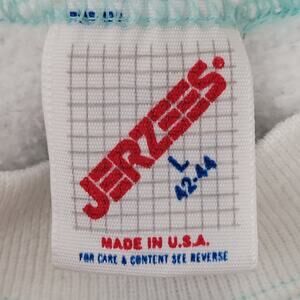 JERZEES®
L
42-44
MADE IN U.S.A.
FOR CARE & CONTENT SEE REVERSE